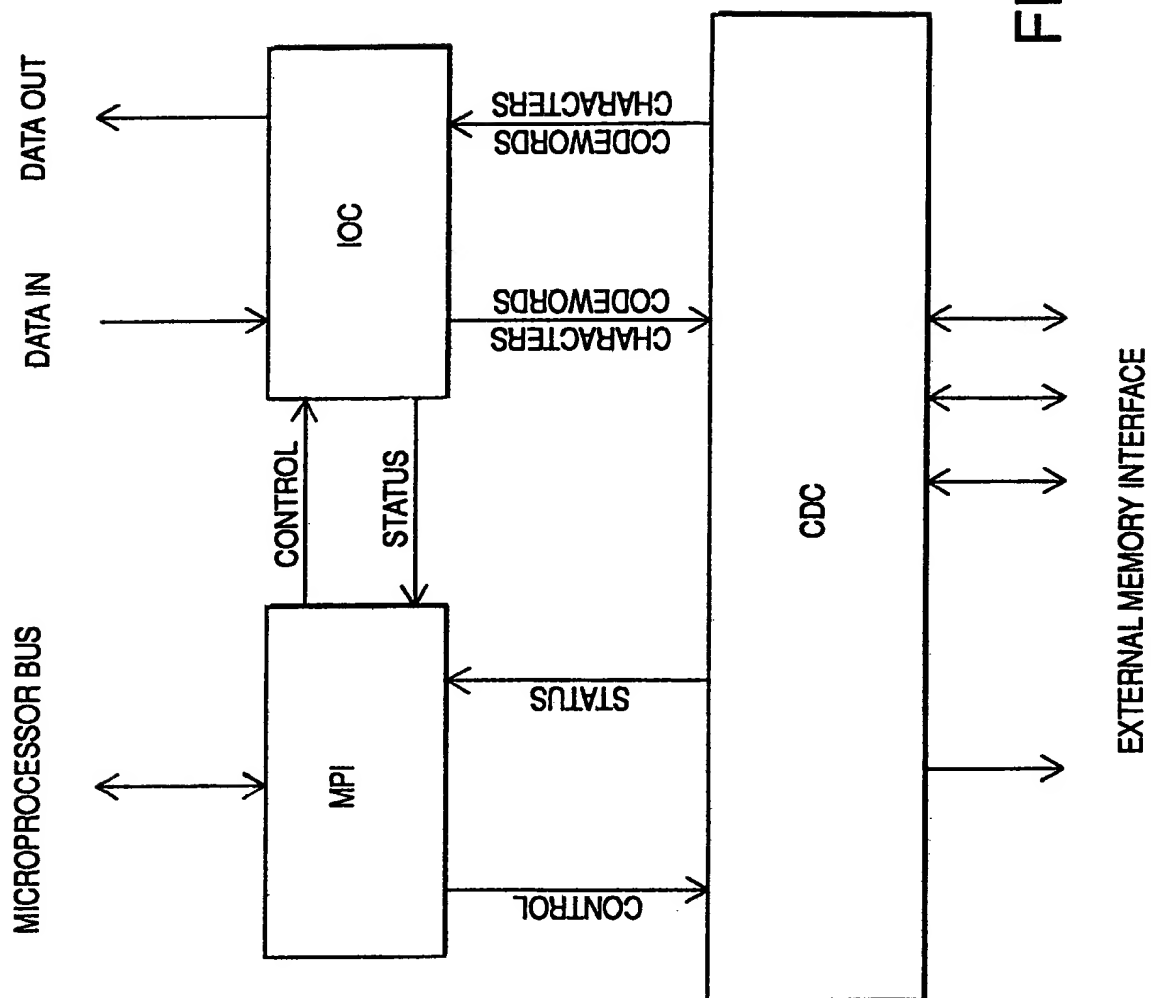 MICROPROCESSOR BUS
DATA IN
DATA OUT
MPI
CONTROL
STATUS
IOC
CONTROL
STATUS
CHARACTERS
CODEWORDS
CODEWORDS
CHARACTERS
CDC
EXTERNAL MEMORY INTERFACE